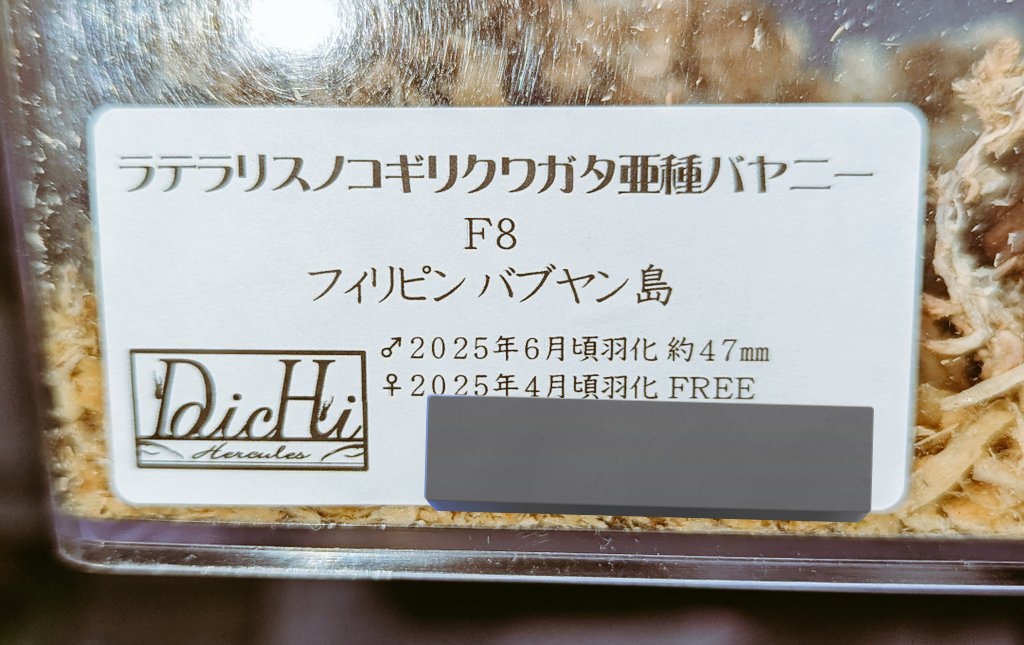 ラテラリスノコギリクワガタ亜種バヤニー
F8
フィリピン バブヤン島
♂2025年6月頃羽化 約47mm
♀2025年4月頃羽化 FREE
DicHi
Hercules